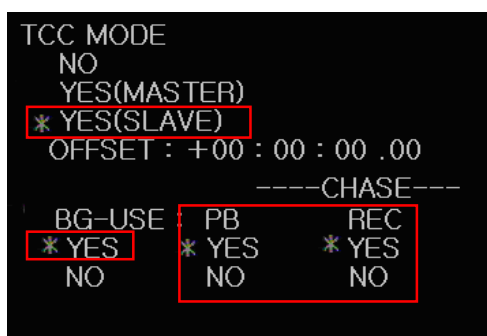 TCC MODE
NO
YES(MASTER)
* YES(SLAVE)
OFFSET : +00 : 00 : 00 .00
----CHASE---
BG-USE : PB REC
* YES * YES * YES
NO NO NO